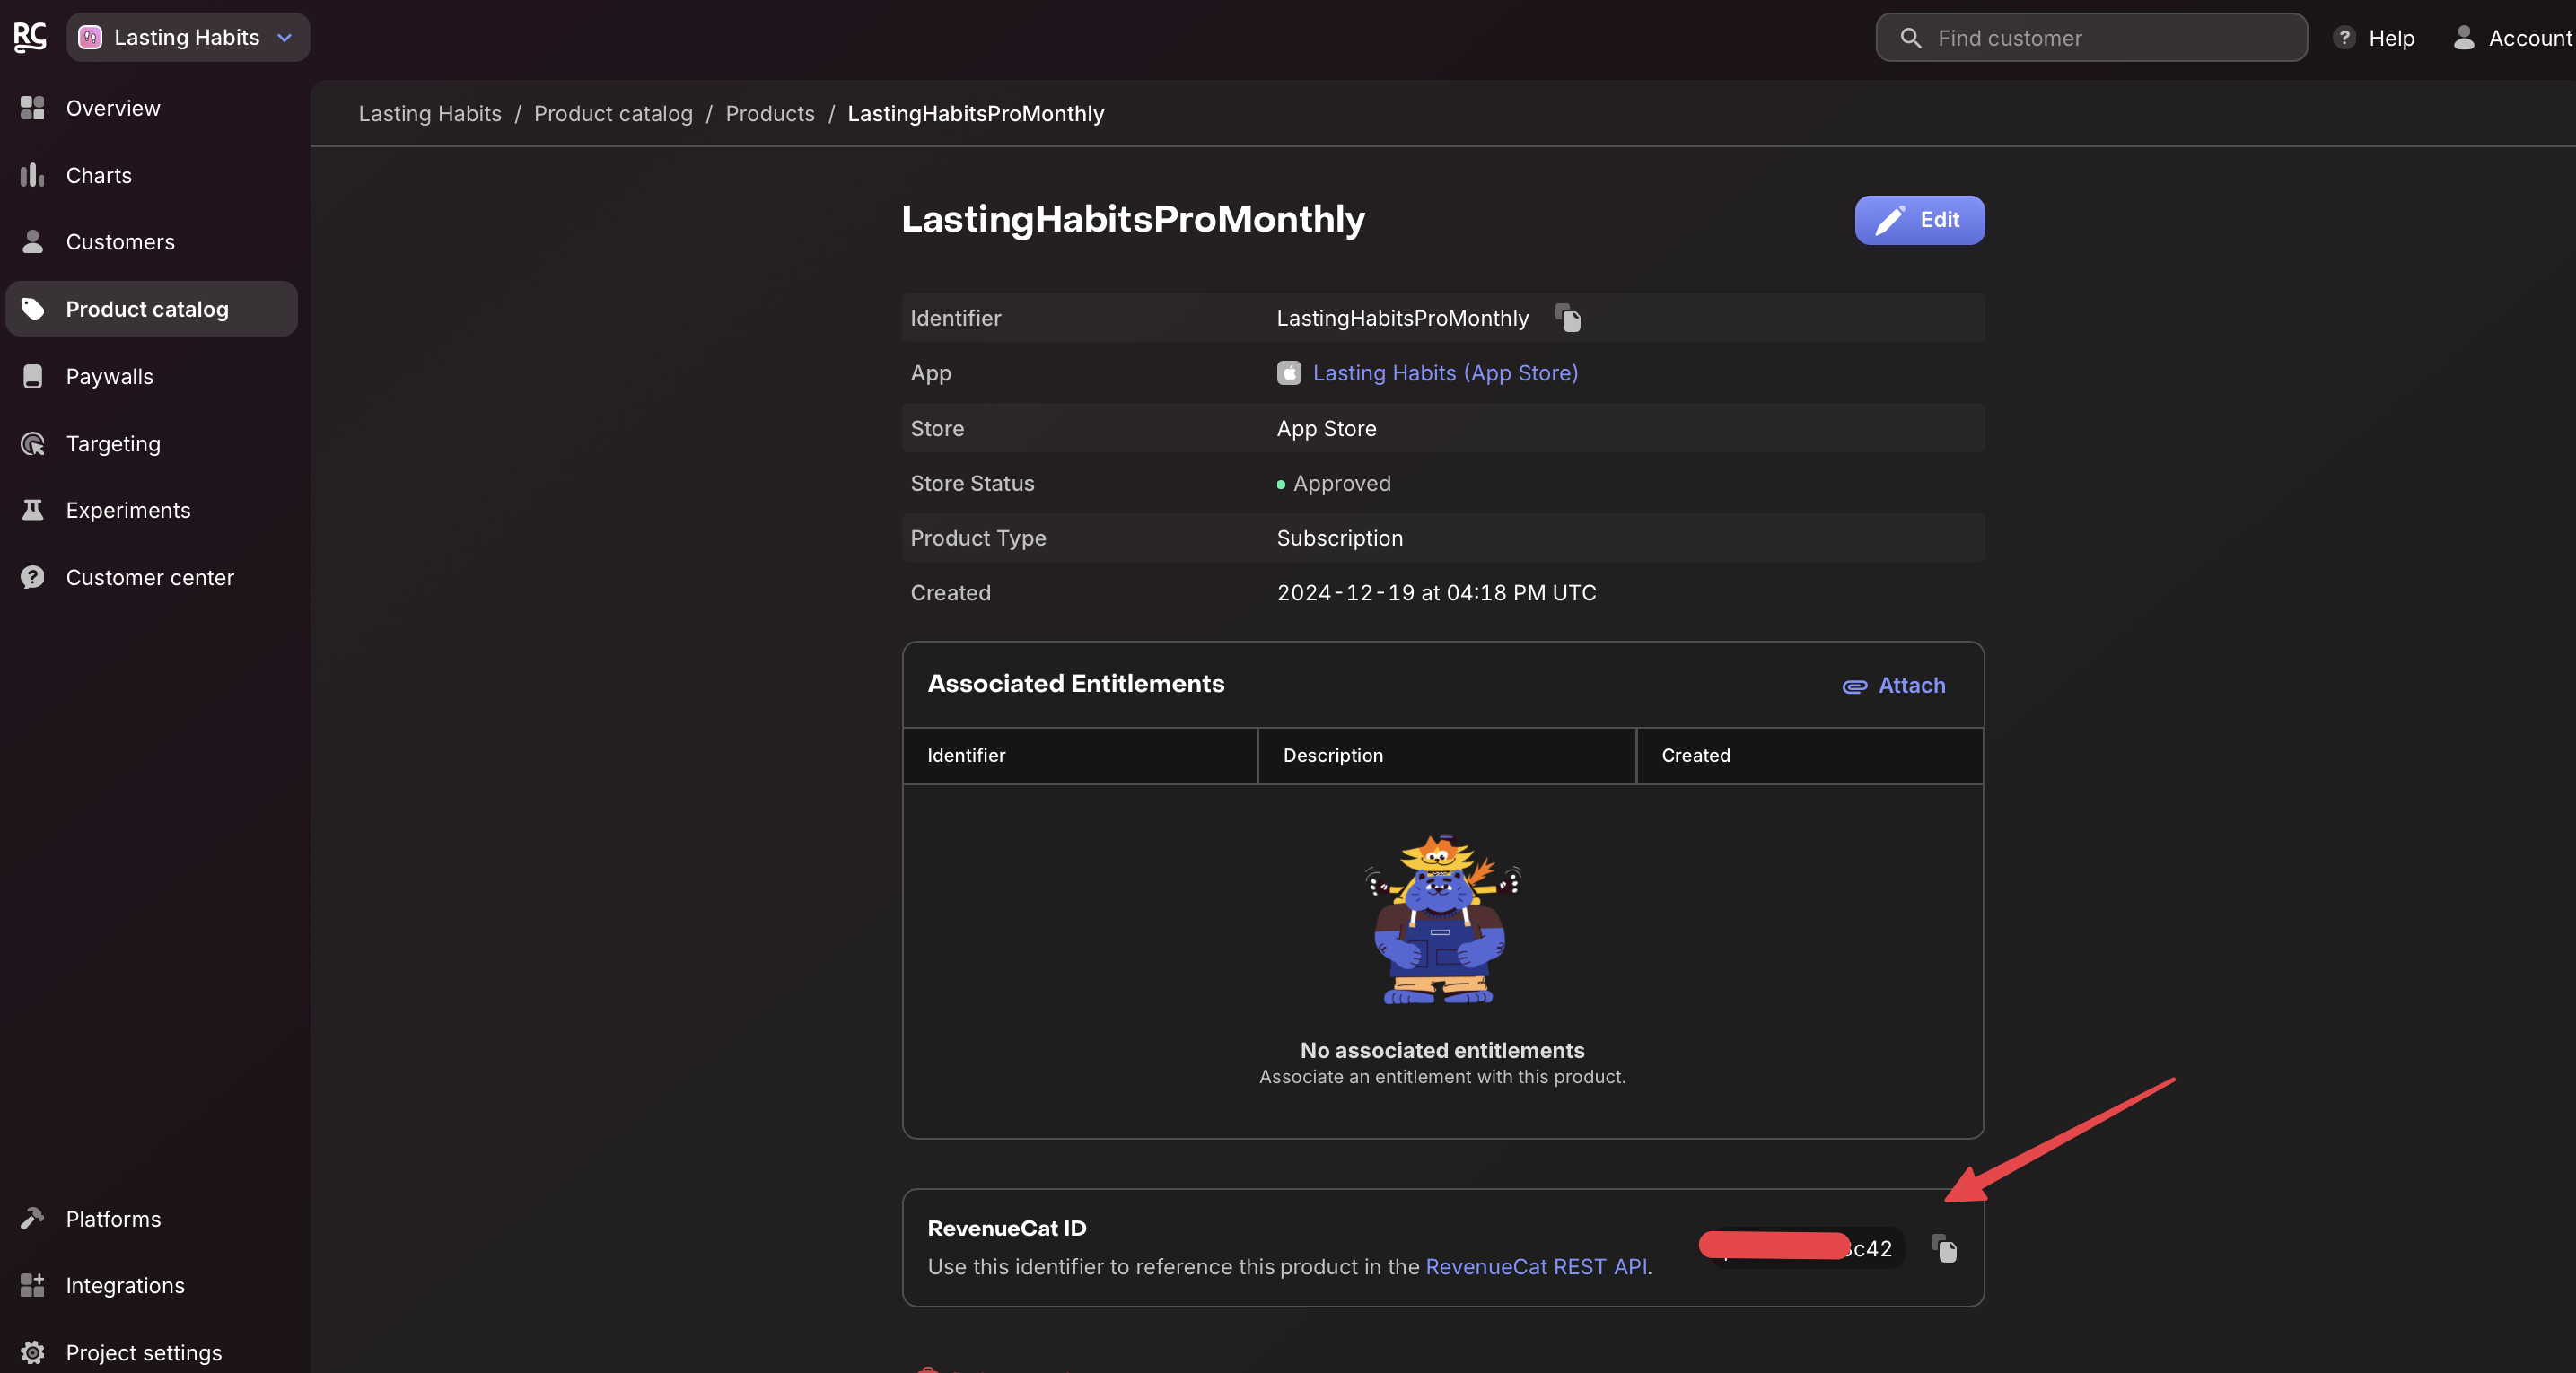 RC
Lasting Habits
Find customer
Help
Account
Overview
Charts
Customers
Product catalog
Paywalls
Targeting
Experiments
Customer center
Platforms
Integrations
Project settings
Lasting Habits / Product catalog / Products / LastingHabitsProMonthly
LastingHabitsProMonthly
Edit
Identifier LastingHabitsProMonthly
App Lasting Habits (App Store)
Store App Store
Store Status Approved
Product Type Subscription
Created 2024-12-19 at 04:18 PM UTC
Associated Entitlements
Attach
Identifier Description Created
No associated entitlements
Associate an entitlement with this product.
RevenueCat ID
c42
Use this identifier to reference this product in the RevenueCat REST API.